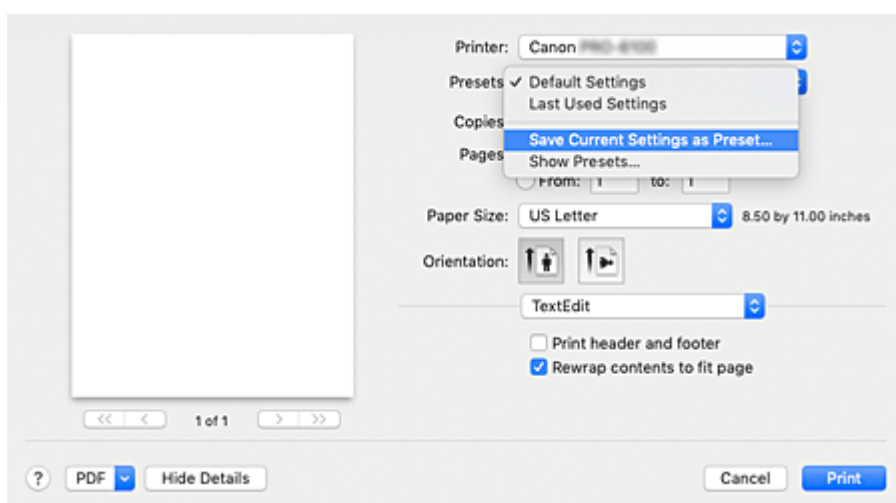 Printer: Canon
Presets ✓ Default Settings
Last Used Settings
Copies
Save Current Settings as Preset...
Pages
Show Presets...
From: 1 to: 1
Paper Size: US Letter 8.50 by 11.00 inches
Orientation:
TextEdit
Print header and footer
Rewrap contents to fit page
<< < 1 of 1 > >>
? PDF Hide Details Cancel Print